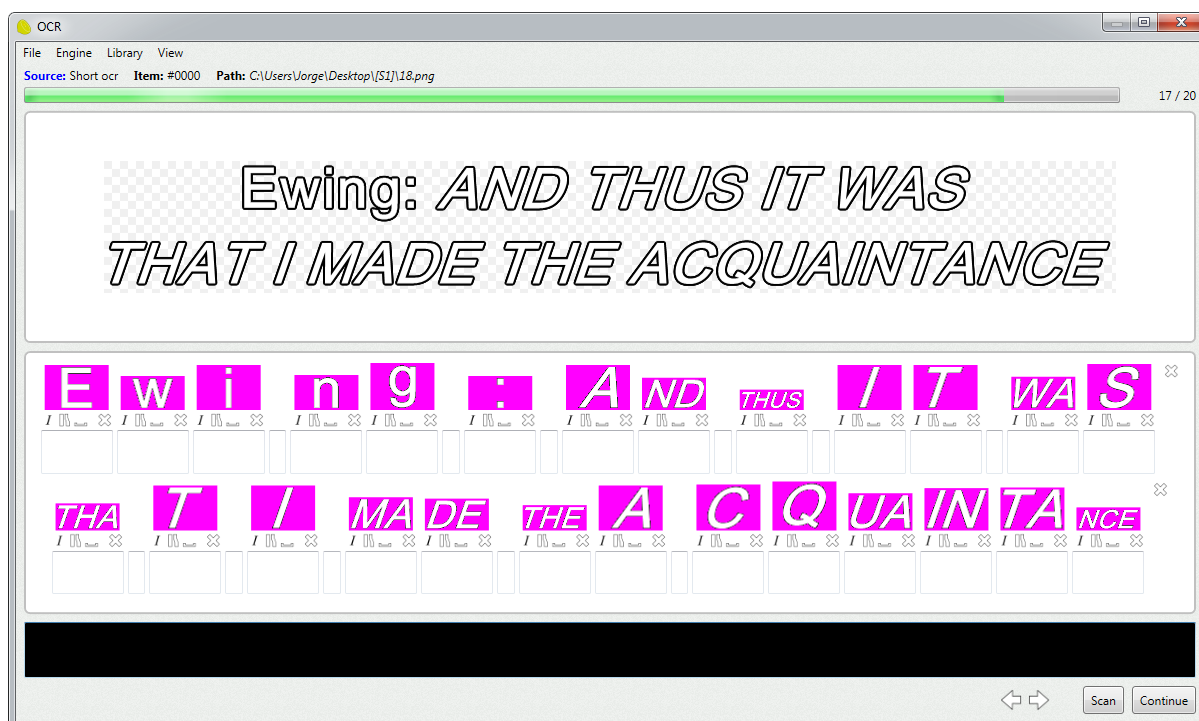 OCR
File Engine Library View
Source: Short ocr Item: #0000 Path: C:\Users\Jorge\Desktop\[S1]\18.png
17 / 20
Ewing: AND THUS IT WAS
THAT I MADE THE ACQUAINTANCE
E w i n g : A ND THUS I T WA S
THA T I MA DE THE A C Q UA IN TA NCE
Scan Continue